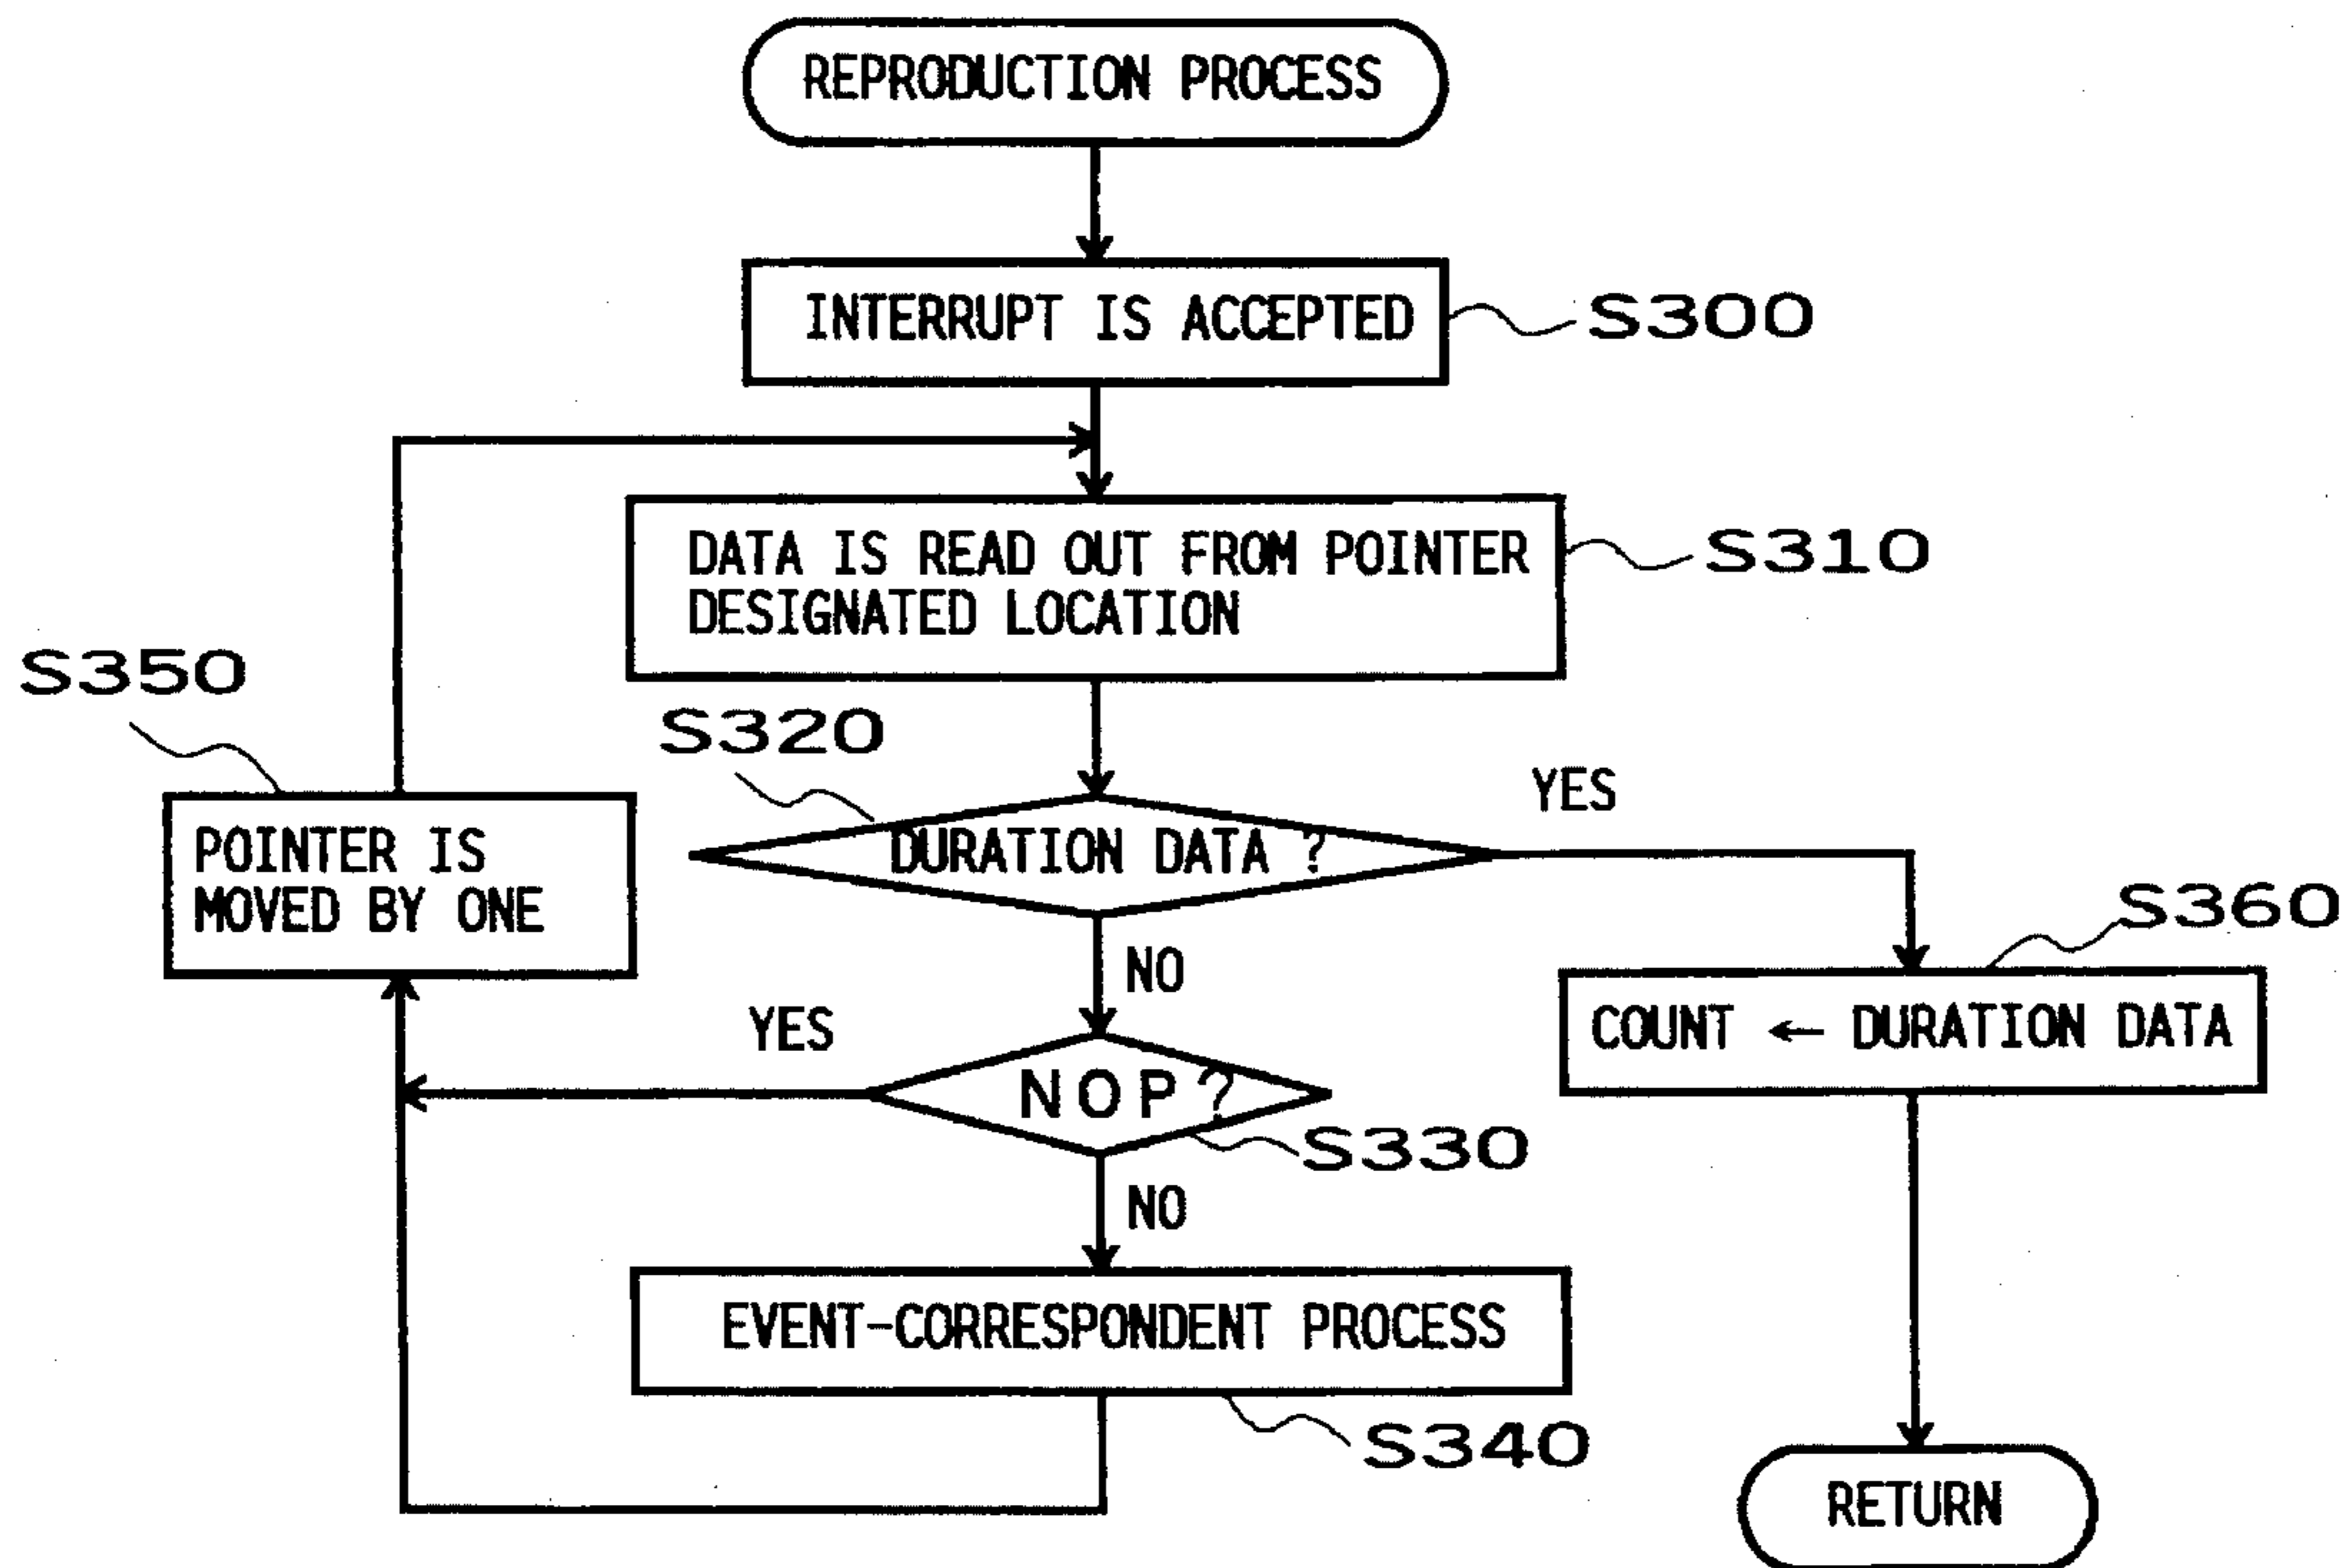 REPRODUCTION PROCESS
INTERRUPT IS ACCEPTED
S300
DATA IS READ OUT FROM POINTER
DESIGNATED LOCATION
S310
S350
S320
POINTER IS
MOVED BY ONE
DURATION DATA ?
YES
S360
NO
COUNT ← DURATION DATA
YES
NOP?
S330
NO
EVENT-CORRESPONDENT PROCESS
S340
RETURN